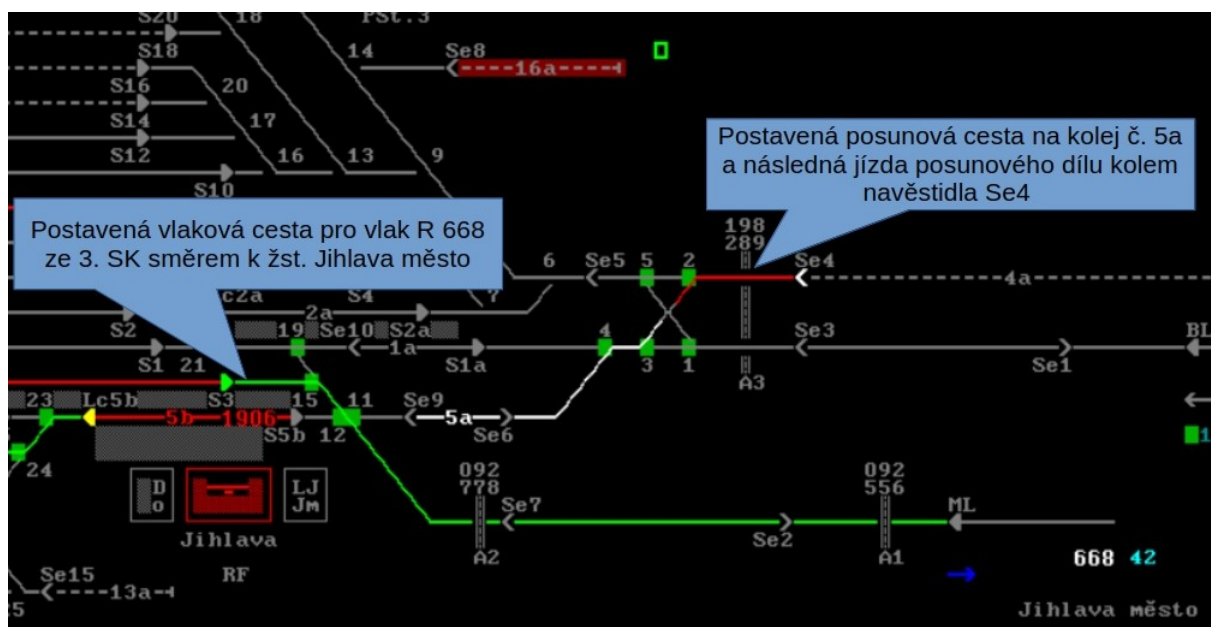 S20
18
PSt.3
S18
14
Se8
16a
S16
20
S14
17
S12
16
13
9
S10
Postavená posunová cesta na kolej č. 5a
a následná jízda posunového dílu kolem
navěstidla Se4
Postavená vlaková cesta pro vlak R 668
ze 3. SK směrem k žst. Jihlava město
198
289
6
Se5
5
2
Se4
4a
c2a
S4
7
2a
S2
19
Se10
S2a
4
Se3
BL
1a
S1
21
S1a
3
1
A3
Se1
23
Lc5b
S3
15
11
Se9
5b
1906
5a
S5b
12
Se6
24
D
o
LJ
Jm
092
778
092
556
Se7
ML
Jihlava
A2
Se2
A1
668
42
Se15
RF
13a
25
Jihlava město